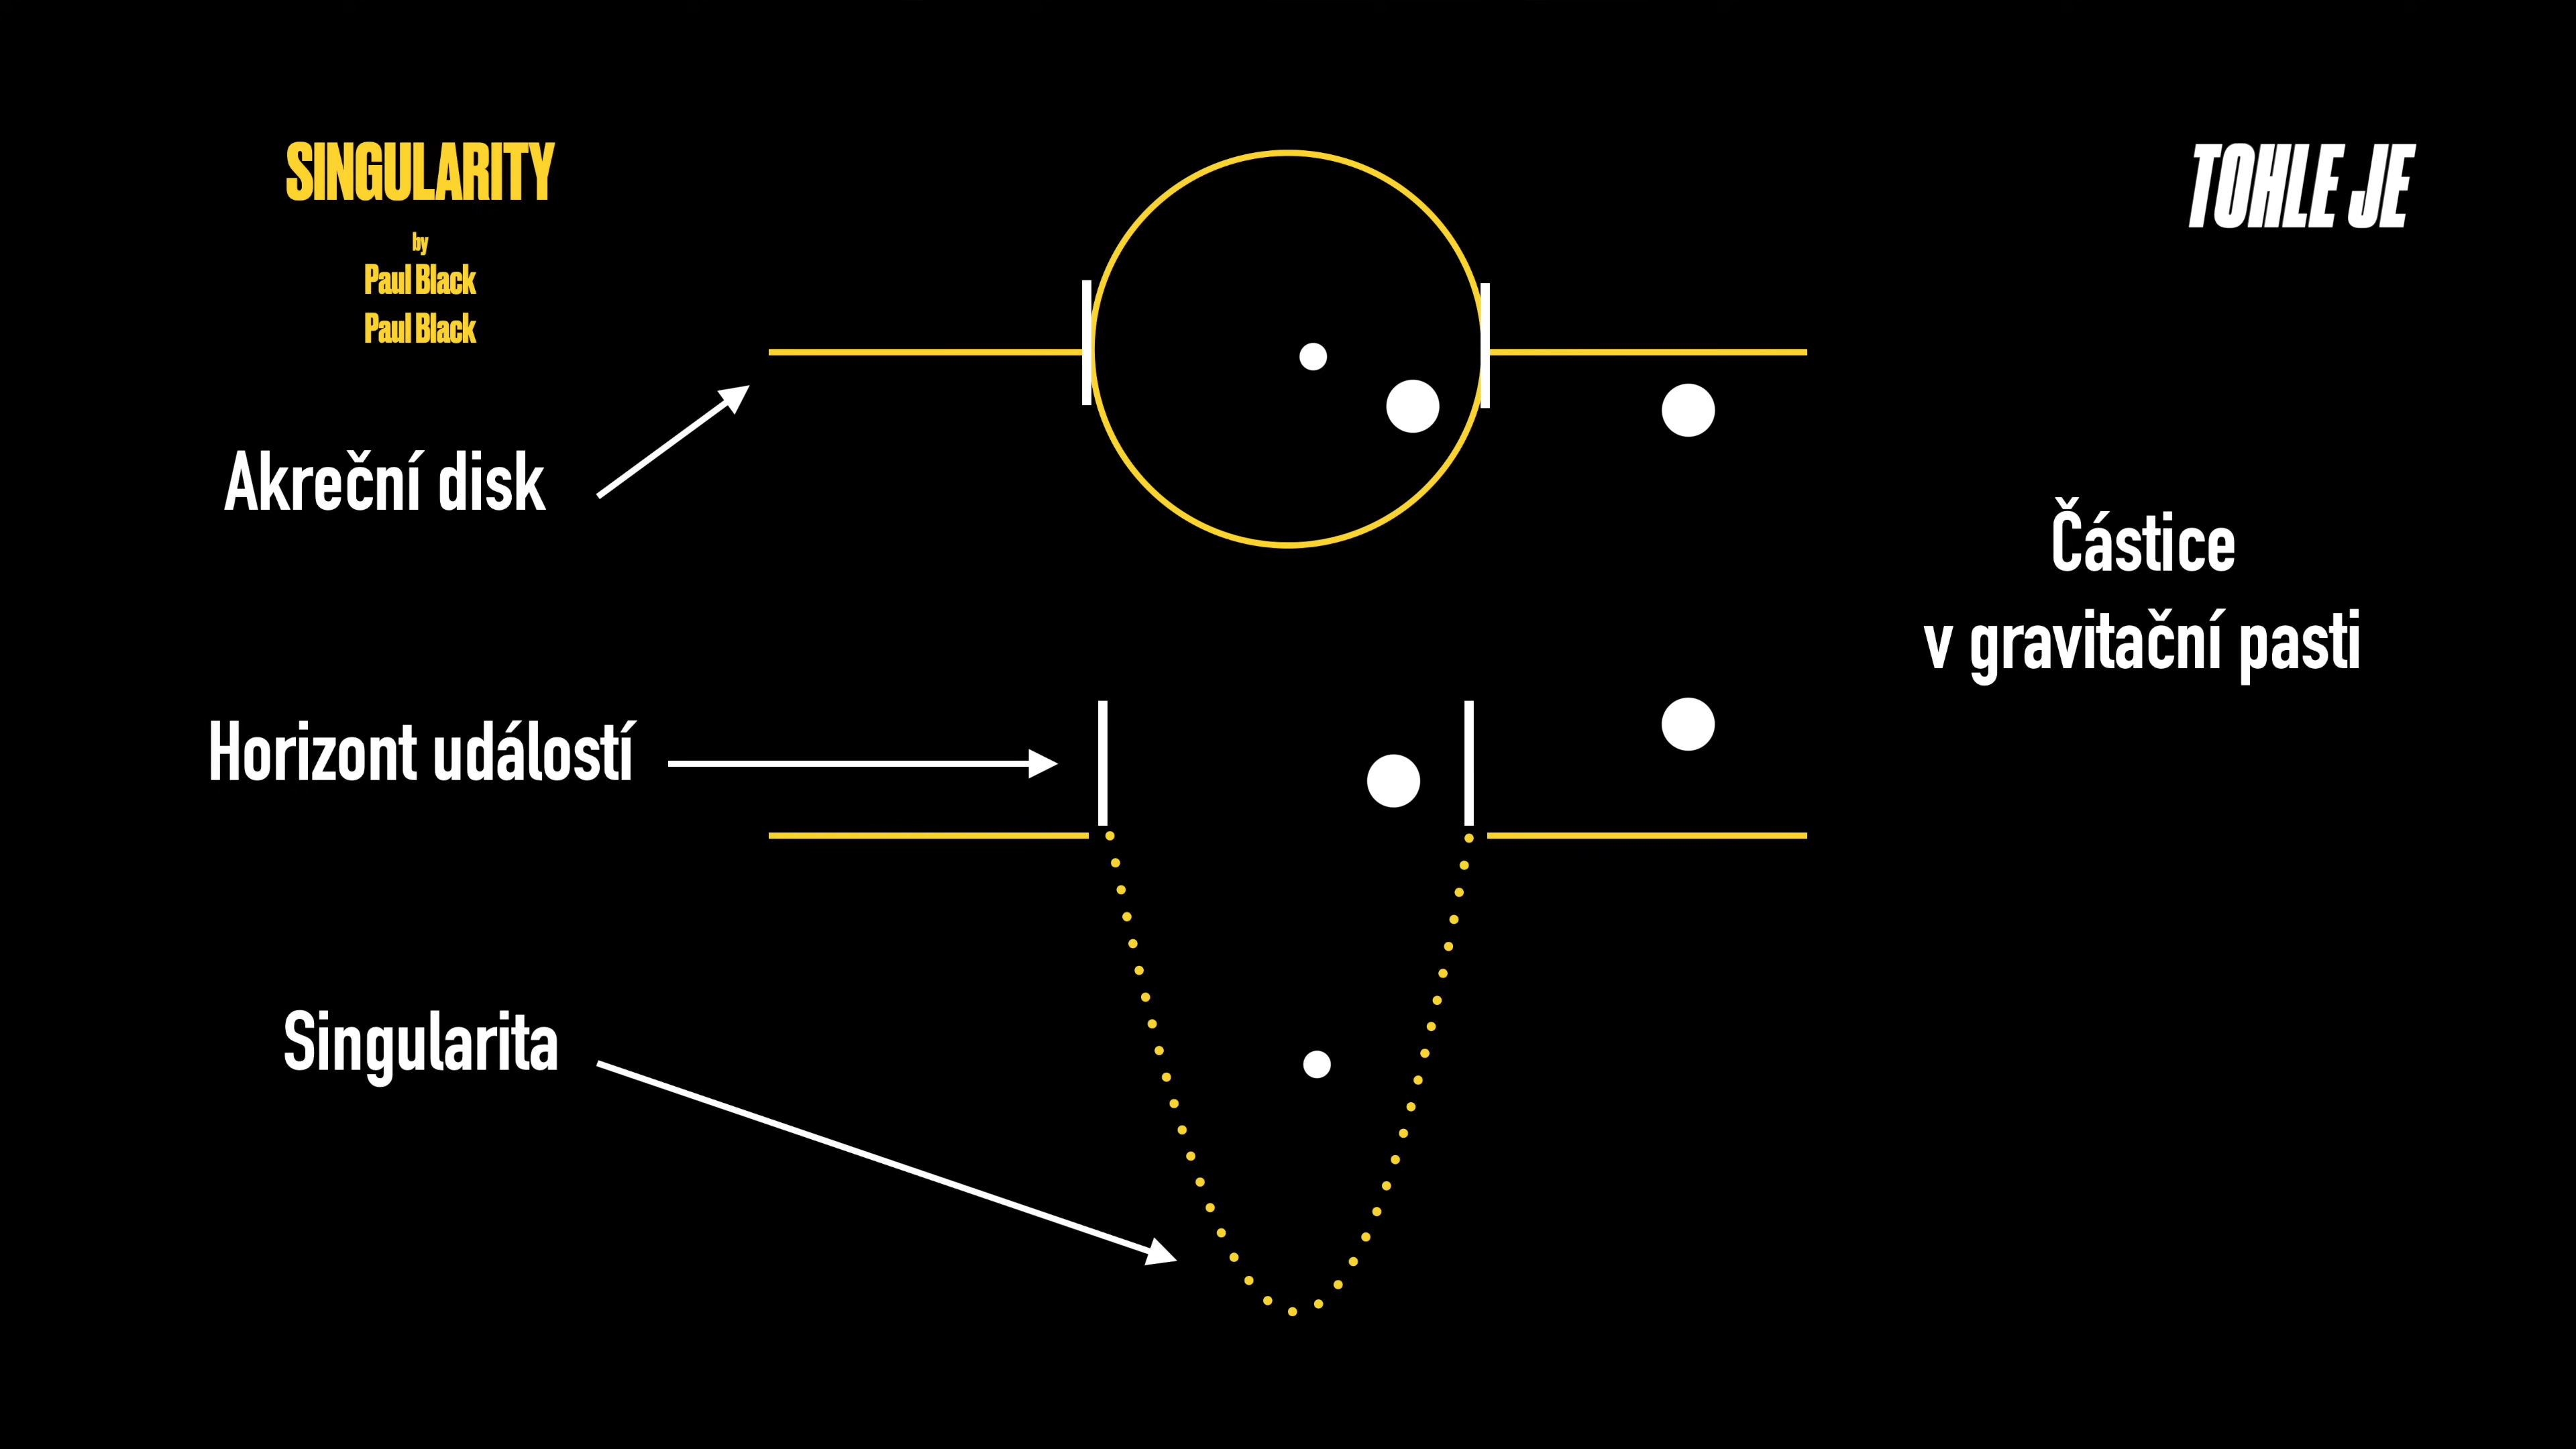 SINGULARITY
by
Paul Black
Paul Black
TOHLE JE
Akreční disk
Částice
v gravitační pasti
Horizont událostí
Singularita